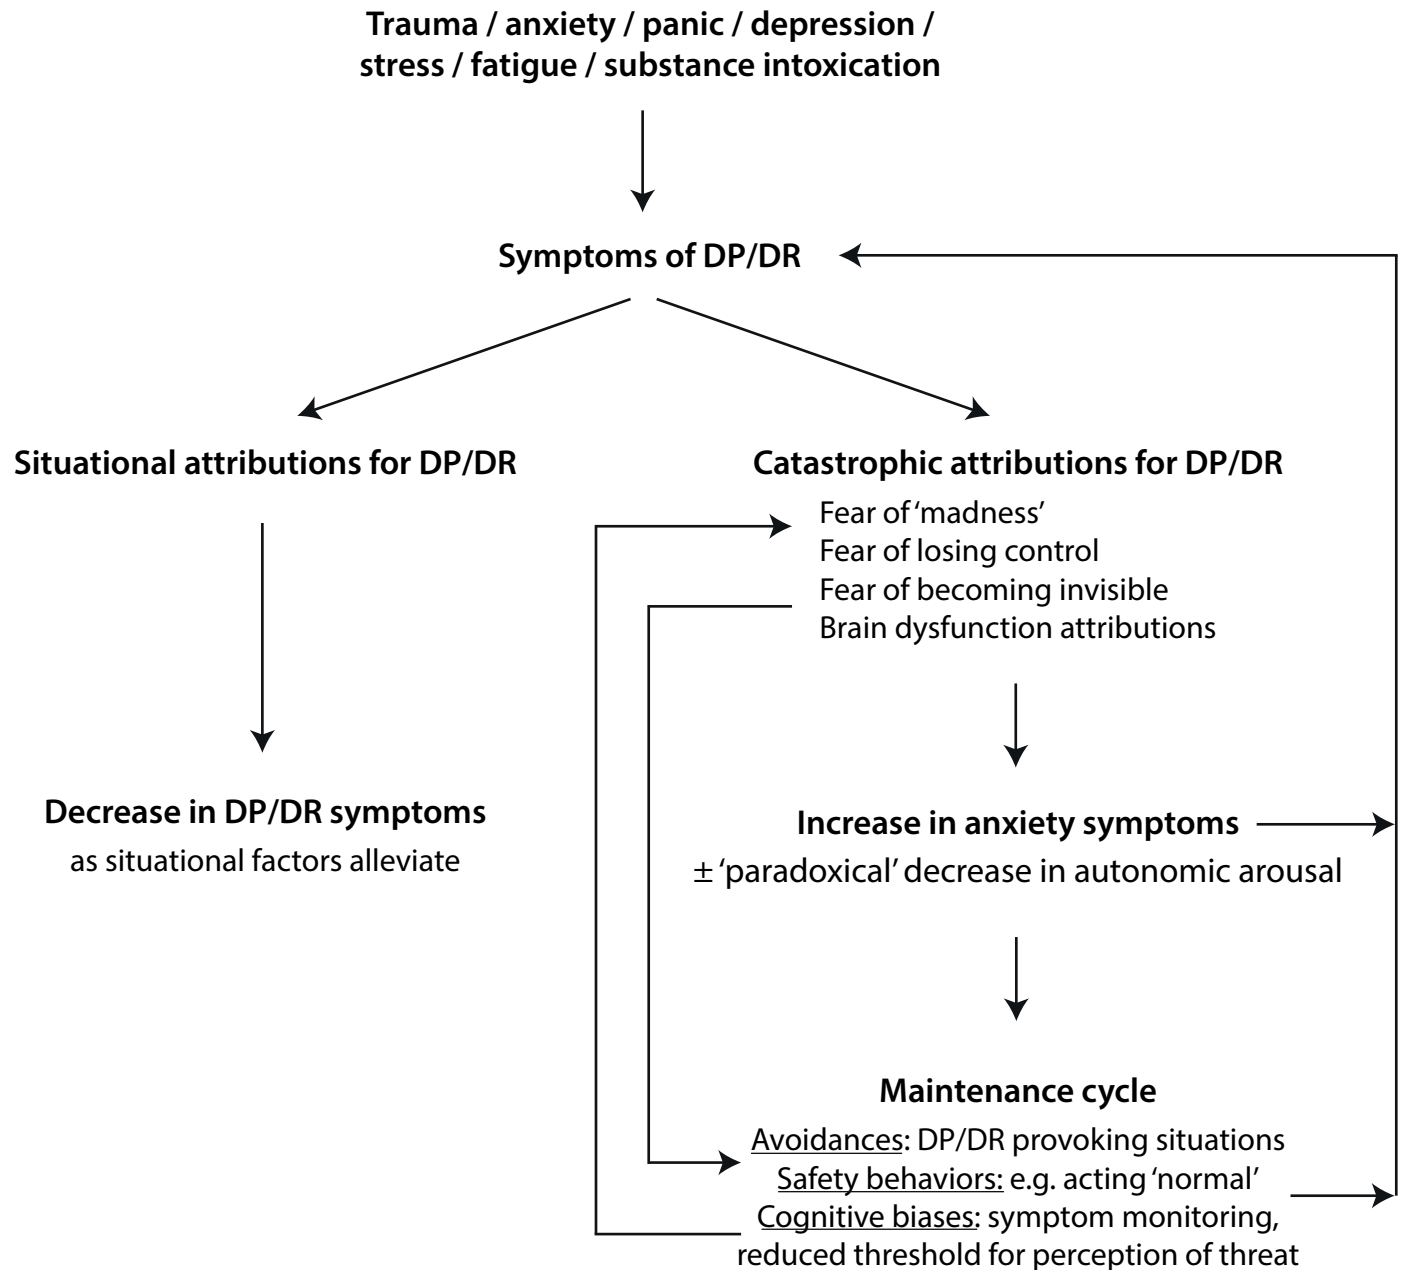 Trauma / anxiety / panic / depression /
stress / fatigue / substance intoxication
Symptoms of DP/DR
Situational attributions for DP/DR
Catastrophic attributions for DP/DR
Fear of ‘madness’
Fear of losing control
Fear of becoming invisible
Brain dysfunction attributions
Decrease in DP/DR symptoms
as situational factors alleviate
Increase in anxiety symptoms
± ‘paradoxical’ decrease in autonomic arousal
Maintenance cycle
Avoidances: DP/DR provoking situations
Safety behaviors: e.g. acting ‘normal’
Cognitive biases: symptom monitoring,
reduced threshold for perception of threat